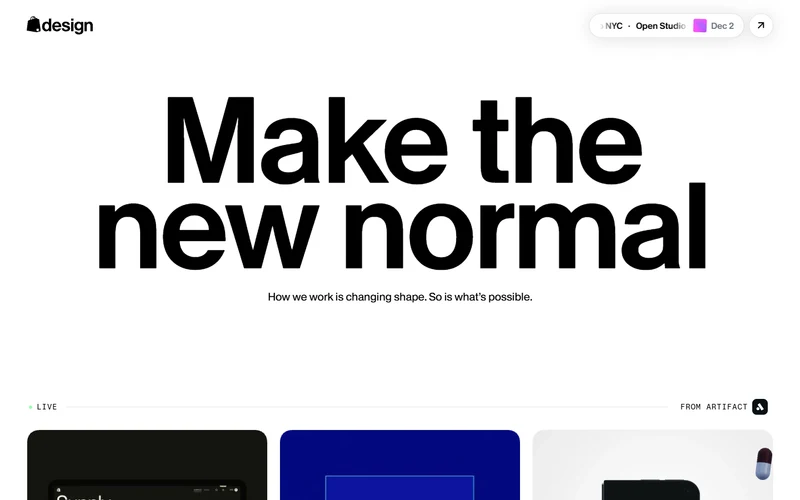 design
NYC · Open Studio
Dec 2
Make the
new normal
How we work is changing shape. So is what's possible.
LIVE
FROM ARTIFACT